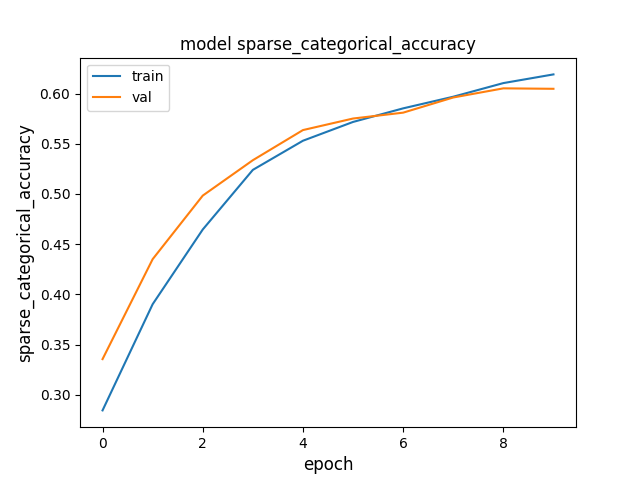 model sparse_categorical_accuracy
train
val
0.60
0.55
0.50
0.45
0.40
0.35
0.30
sparse_categorical_accuracy
0 2 4 6 8
epoch